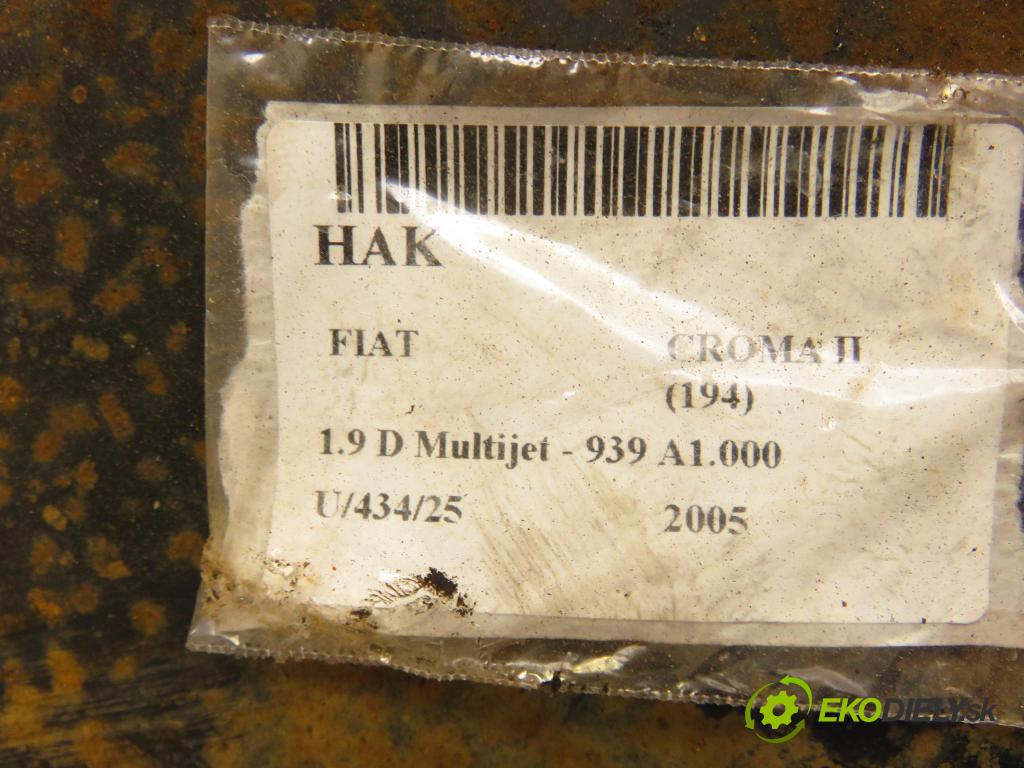 HAK
FIAT CROMA II
(194)
1.9 D Multijet - 939 A1.000
U/434/25 2005
EKODIELY.sk